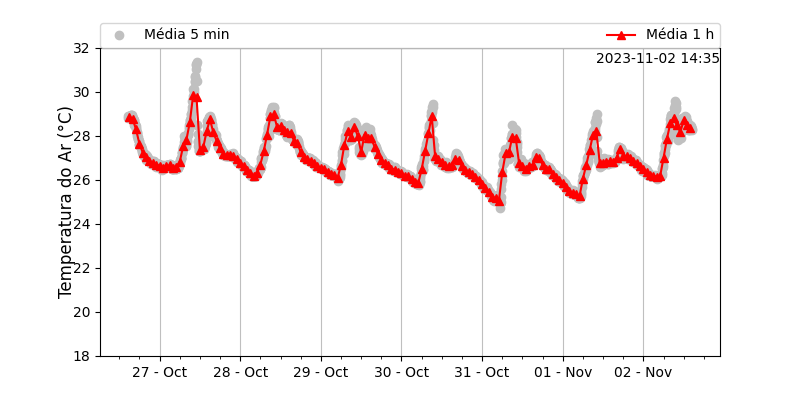 Média 5 min
Média 1 h
2023-11-02 14:35
Temperatura do Ar (°C)
32
30
28
26
24
22
20
18
27 - Oct
28 - Oct
29 - Oct
30 - Oct
31 - Oct
01 - Nov
02 - Nov